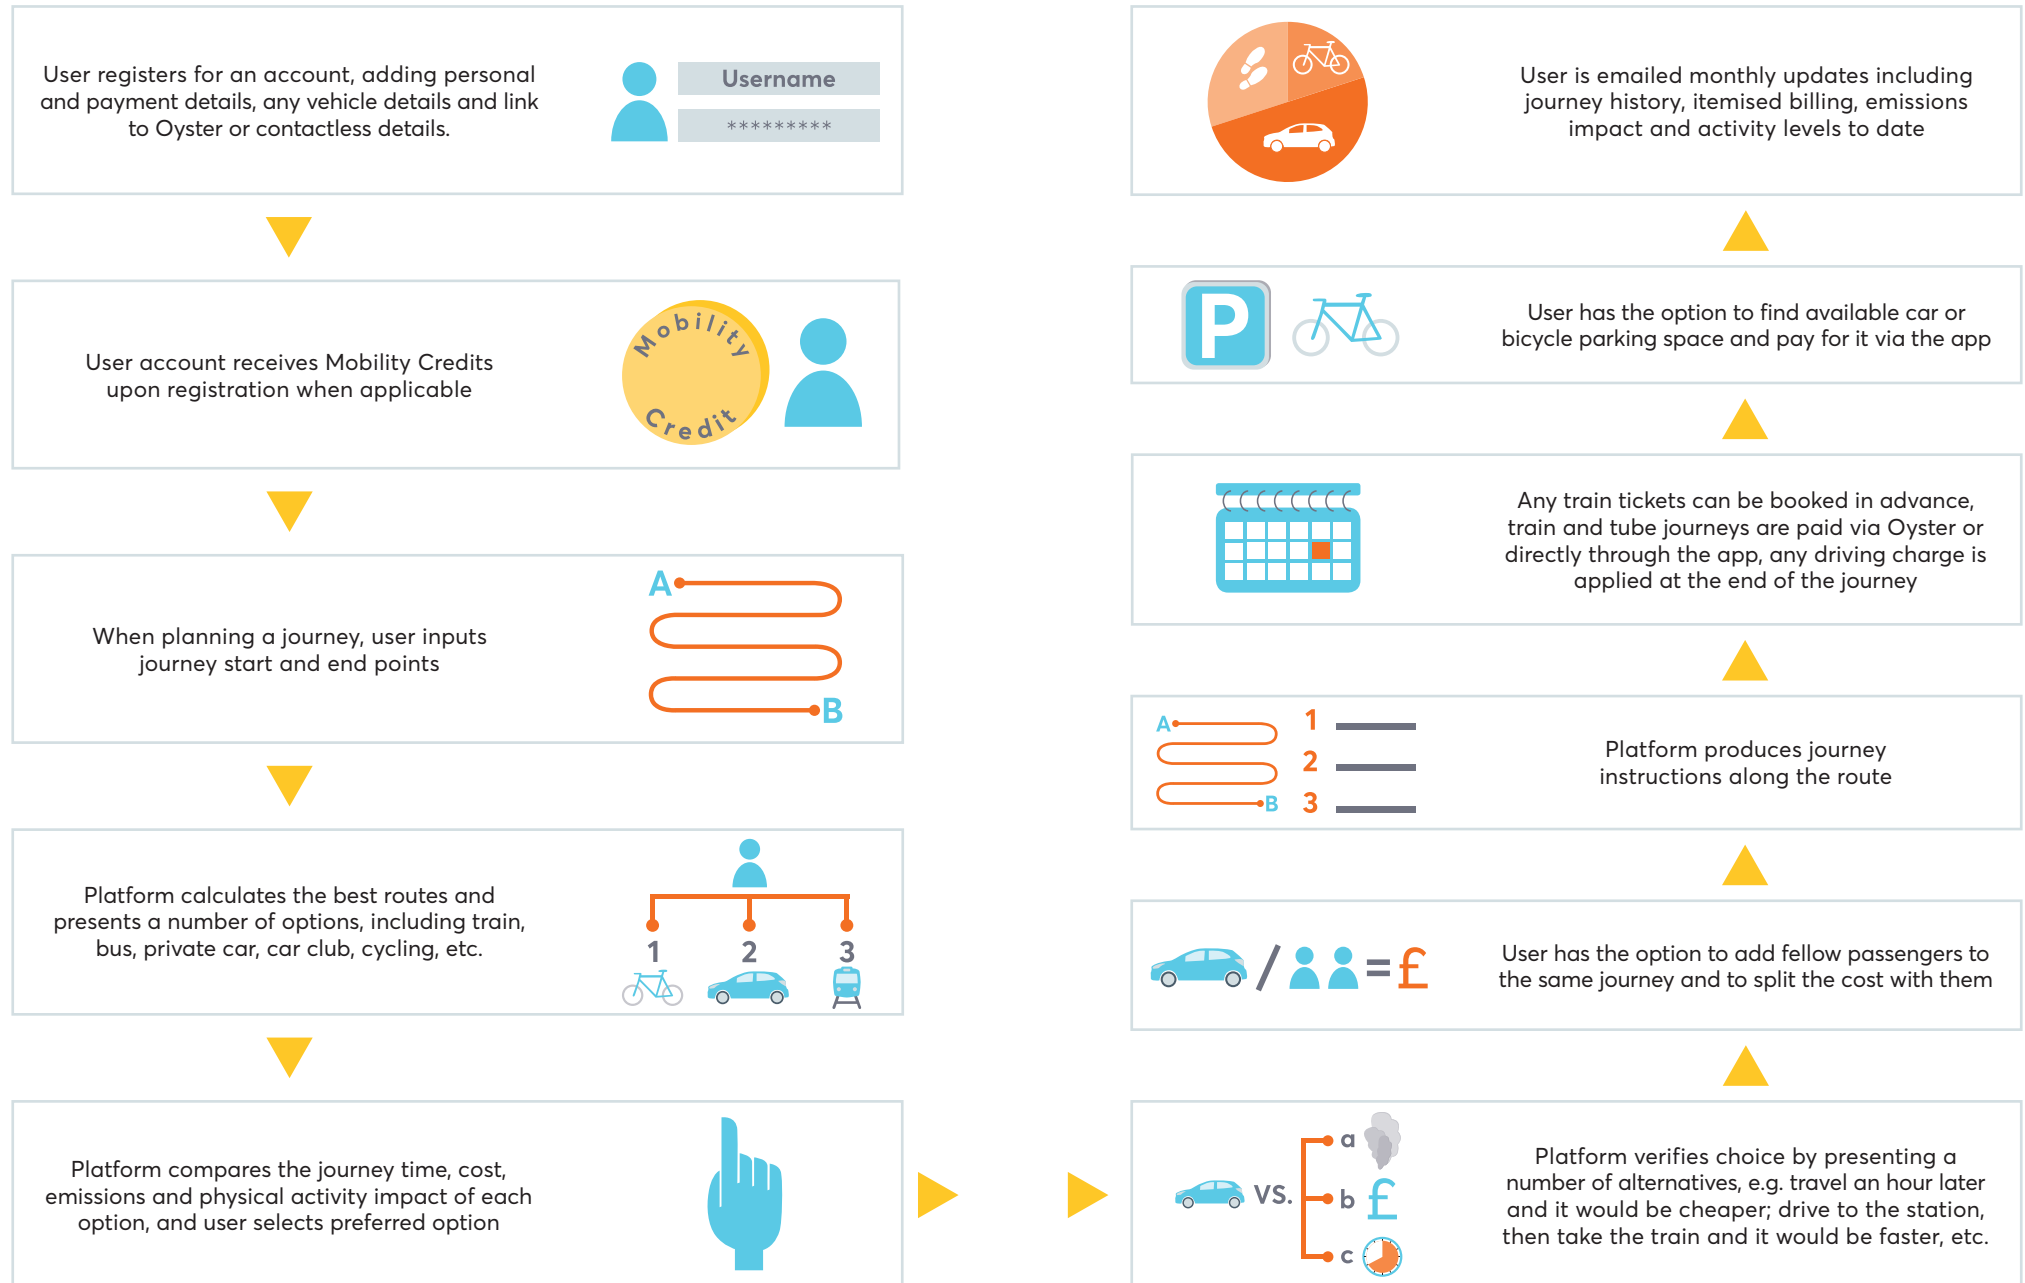 User registers for an account, adding personal
and payment details, any vehicle details and link
to Oyster or contactless details.
Username
*********
User account receives Mobility Credits
upon registration when applicable
Mobility
Credit
When planning a journey, user inputs
journey start and end points
A
B
Platform calculates the best routes and
presents a number of options, including train,
bus, private car, car club, cycling, etc.
1 2 3
Platform compares the journey time, cost,
emissions and physical activity impact of each
option, and user selects preferred option
VS.
a
b £
c
Platform verifies choice by presenting a
number of alternatives, e.g. travel an hour later
and it would be cheaper; drive to the station,
then take the train and it would be faster, etc.
/ = £
User has the option to add fellow passengers to
the same journey and to split the cost with them
A
B
1
2
3
Platform produces journey
instructions along the route
Any train tickets can be booked in advance,
train and tube journeys are paid via Oyster or
directly through the app, any driving charge is
applied at the end of the journey
P
User has the option to find available car or
bicycle parking space and pay for it via the app
User is emailed monthly updates including
journey history, itemised billing, emissions
impact and activity levels to date